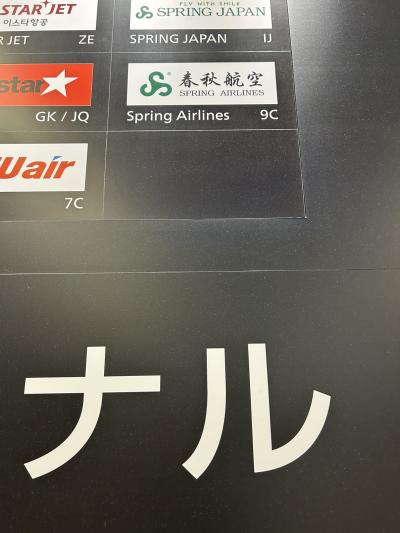 STAR JET
이스타항공
R JET ZE
FLY WITH SMILE
SPRING JAPAN
SPRING JAPAN IJ
star
GK / JQ
春秋航空
SPRING AIRLINES
Spring Airlines 9C
air
7C
ナル